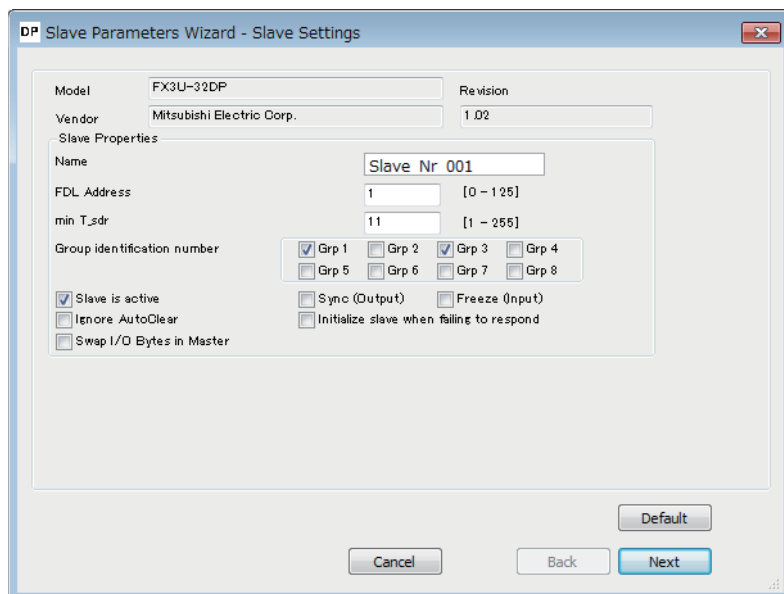 DP Slave Parameters Wizard - Slave Settings
Model FX3U-32DP Revision
Vendor Mitsubishi Electric Corp. 1.02
Slave Properties
Name Slave_Nr_001
FDL Address 1 [0 - 125]
min T_sdr 11 [1 - 255]
Group identification number Grp 1 Grp 2 Grp 3 Grp 4
Grp 5 Grp 6 Grp 7 Grp 8
Slave is active Sync (Output) Freeze (Input)
Ignore AutoClear Initialize slave when failing to respond
Swap I/O Bytes in Master
Default
Cancel Back Next